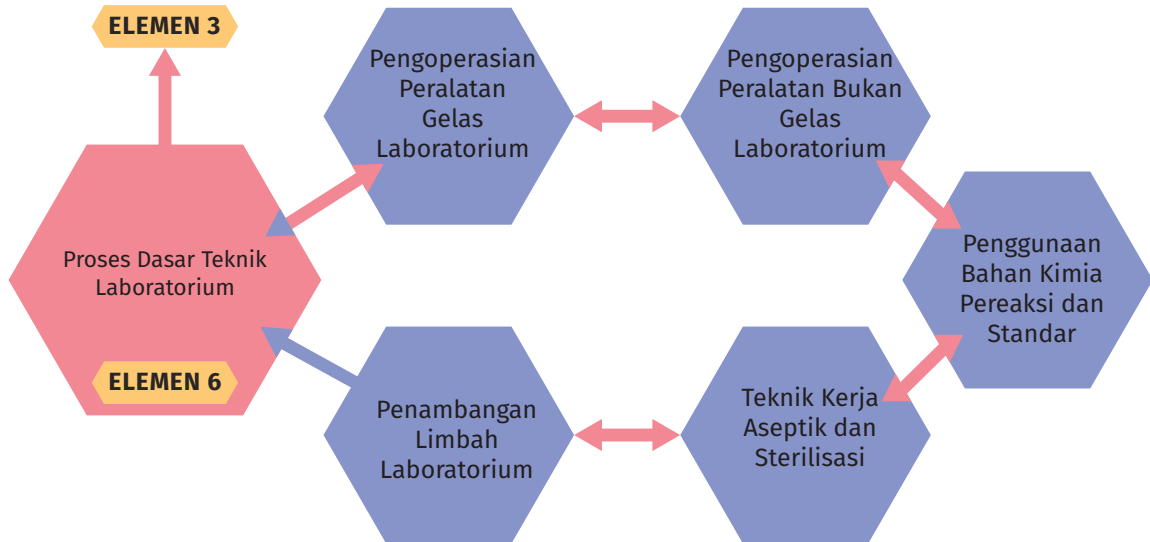 ELEMEN 3
Pengoperasian
Peralatan
Gelas
Laboratorium
Pengoperasian
Peralatan Bukan
Gelas
Laboratorium
Proses Dasar Teknik
Laboratorium
ELEMEN 6
Penggunaan
Bahan Kimia
Pereaksi dan
Standar
Penambangan
Limbah
Laboratorium
Teknik Kerja
Aseptik dan
Sterilisasi